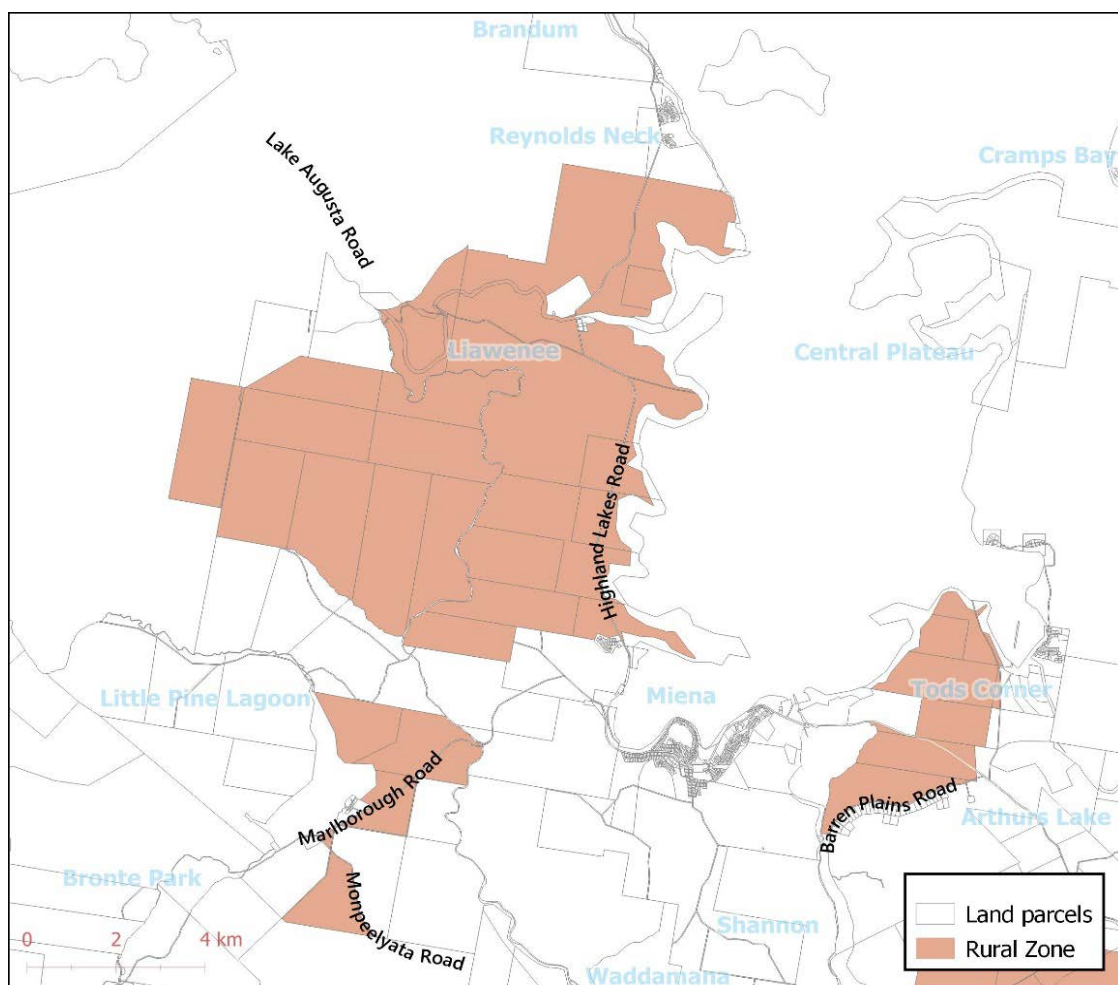 Brandum
Reynolds Neck
Cramps Bay
Lake Augusta Road
Liawenee
Central Plateau
Highland Lakes Road
Little Pine Lagoon
Miena
Tods Corner
Marlborough Road
Barren Plains Road
Arthurs Lake
Bronte Park
Monpeelyata Road
Shannon
Waddamana
0 2 4 km
Land parcels
Rural Zone